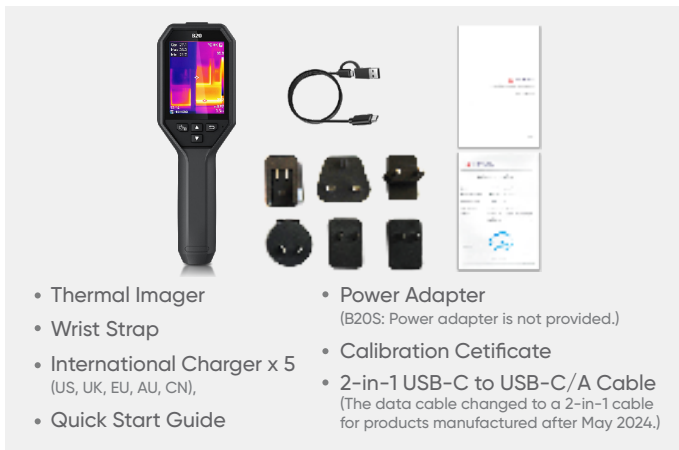 B20
Thermal Imager
Wrist Strap
International Charger x 5
(US, UK, EU, AU, CN),
Quick Start Guide
Power Adapter
(B20S: Power adapter is not provided.)
Calibration Cetificate
2-in-1 USB-C to USB-C/A Cable
(The data cable changed to a 2-in-1 cable
for products manufactured after May 2024.)